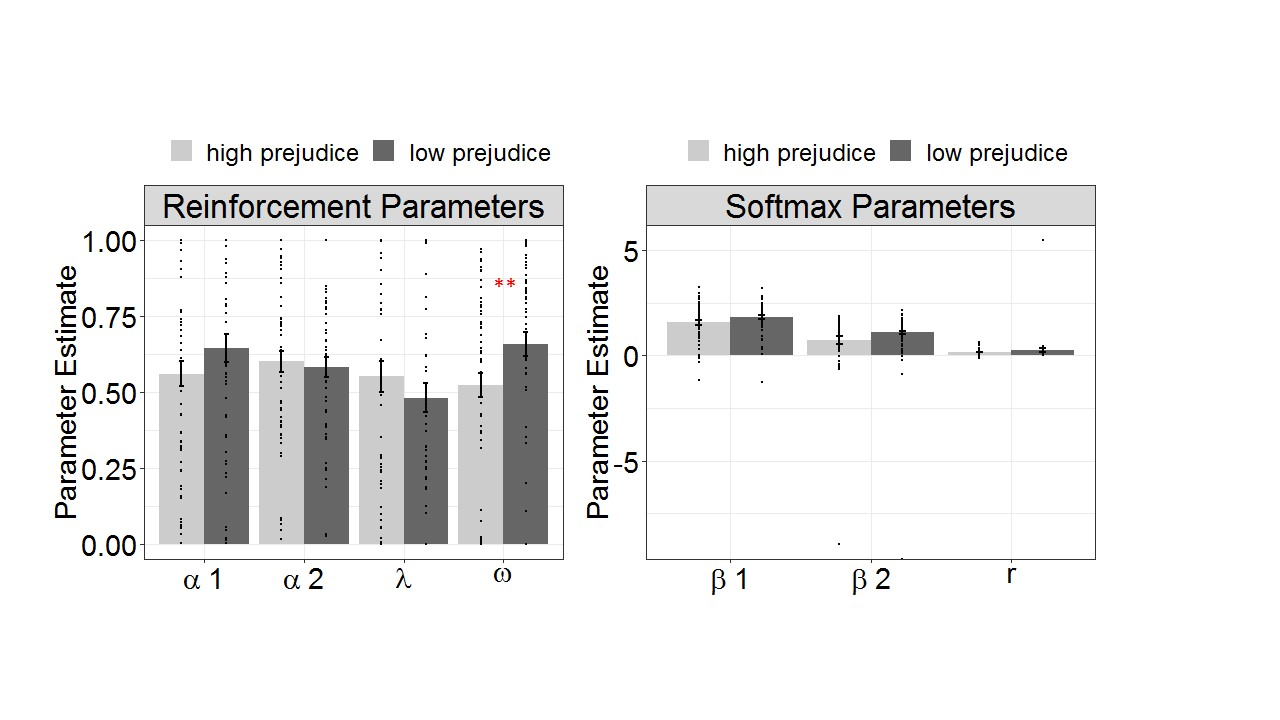 high prejudice low prejudice
Reinforcement Parameters
Parameter Estimate
1.00
0.75
0.50
0.25
0.00
**
α 1 α 2 λ ω
high prejudice low prejudice
Softmax Parameters
Parameter Estimate
5
0
-5
β 1 β 2 r